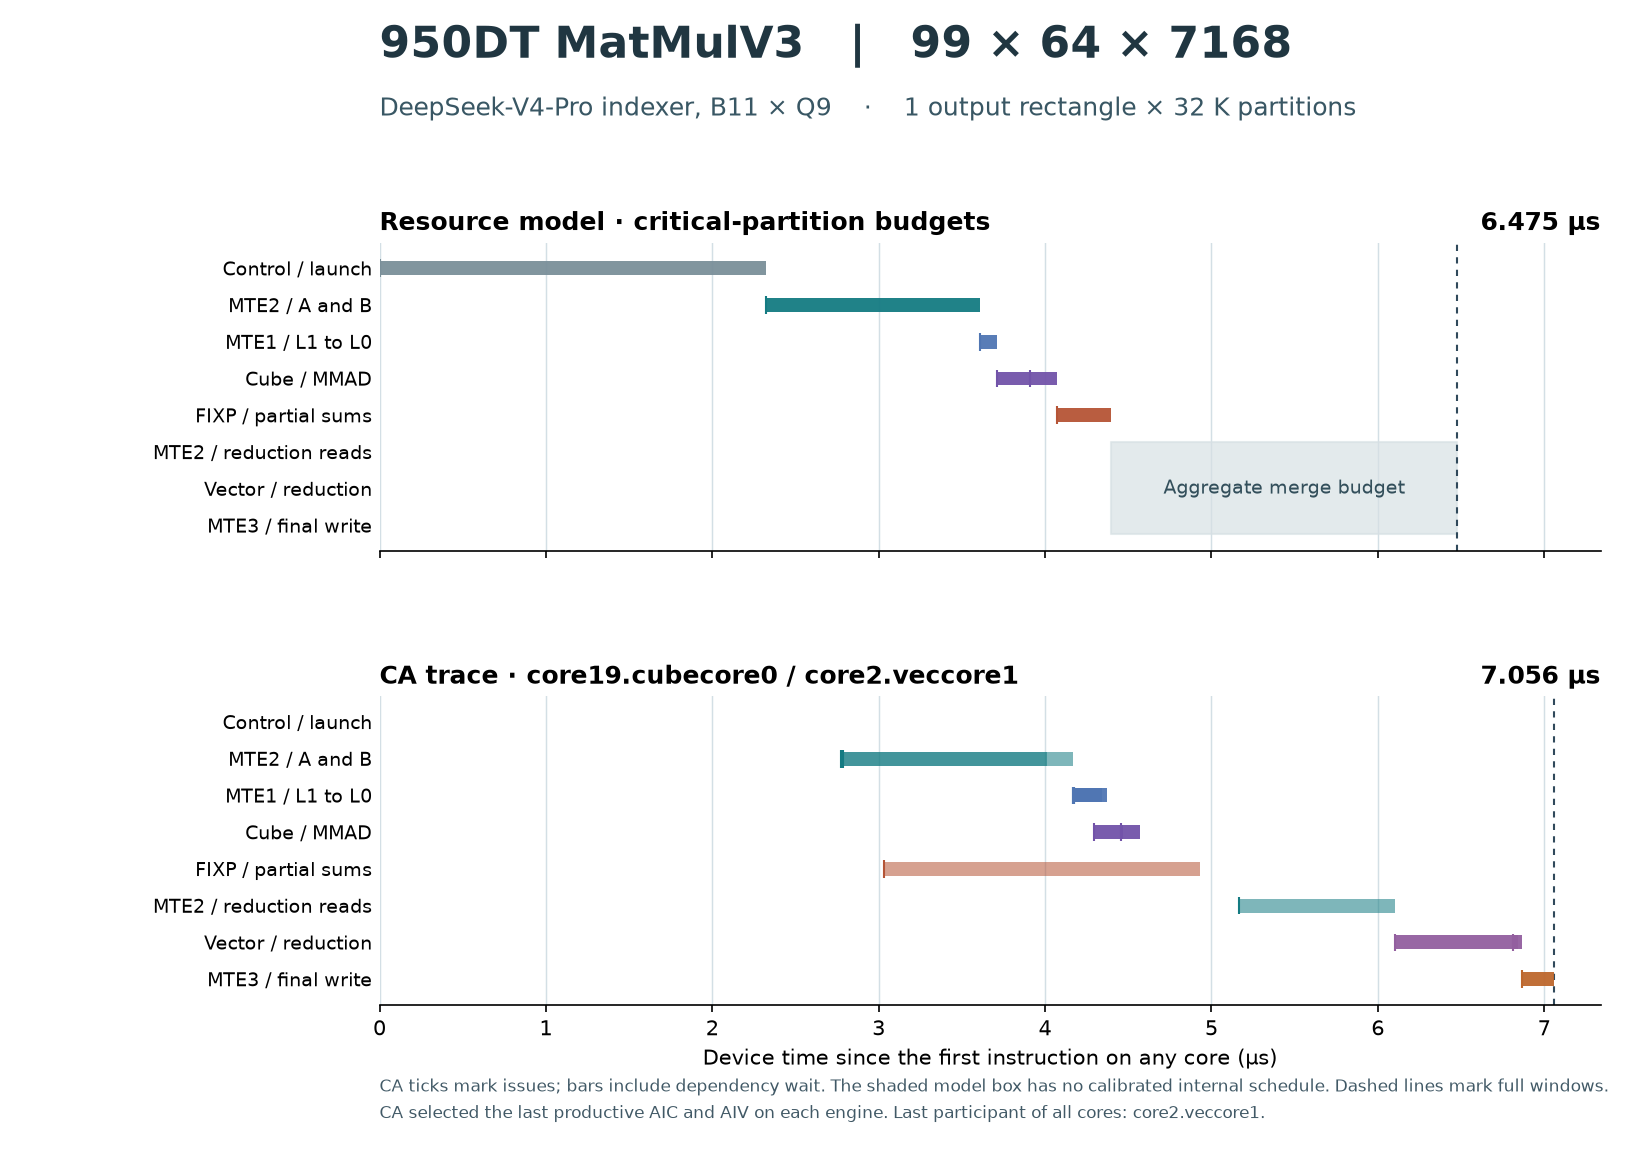 950DT MatMulV3 | 99 × 64 × 7168
DeepSeek-V4-Pro indexer, B11 × Q9 · 1 output rectangle × 32 K partitions
Resource model · critical-partition budgets 6.475 µs
Control / launch
MTE2 / A and B
MTE1 / L1 to L0
Cube / MMAD
FIXP / partial sums
MTE2 / reduction reads
Vector / reduction
MTE3 / final write
Aggregate merge budget
CA trace · core19.cubecore0 / core2.veccore1 7.056 µs
Control / launch
MTE2 / A and B
MTE1 / L1 to L0
Cube / MMAD
FIXP / partial sums
MTE2 / reduction reads
Vector / reduction
MTE3 / final write
0 1 2 3 4 5 6 7
Device time since the first instruction on any core (µs)
CA ticks mark issues; bars include dependency wait. The shaded model box has no calibrated internal schedule. Dashed lines mark full windows.
CA selected the last productive AIC and AIV on each engine. Last participant of all cores: core2.veccore1.